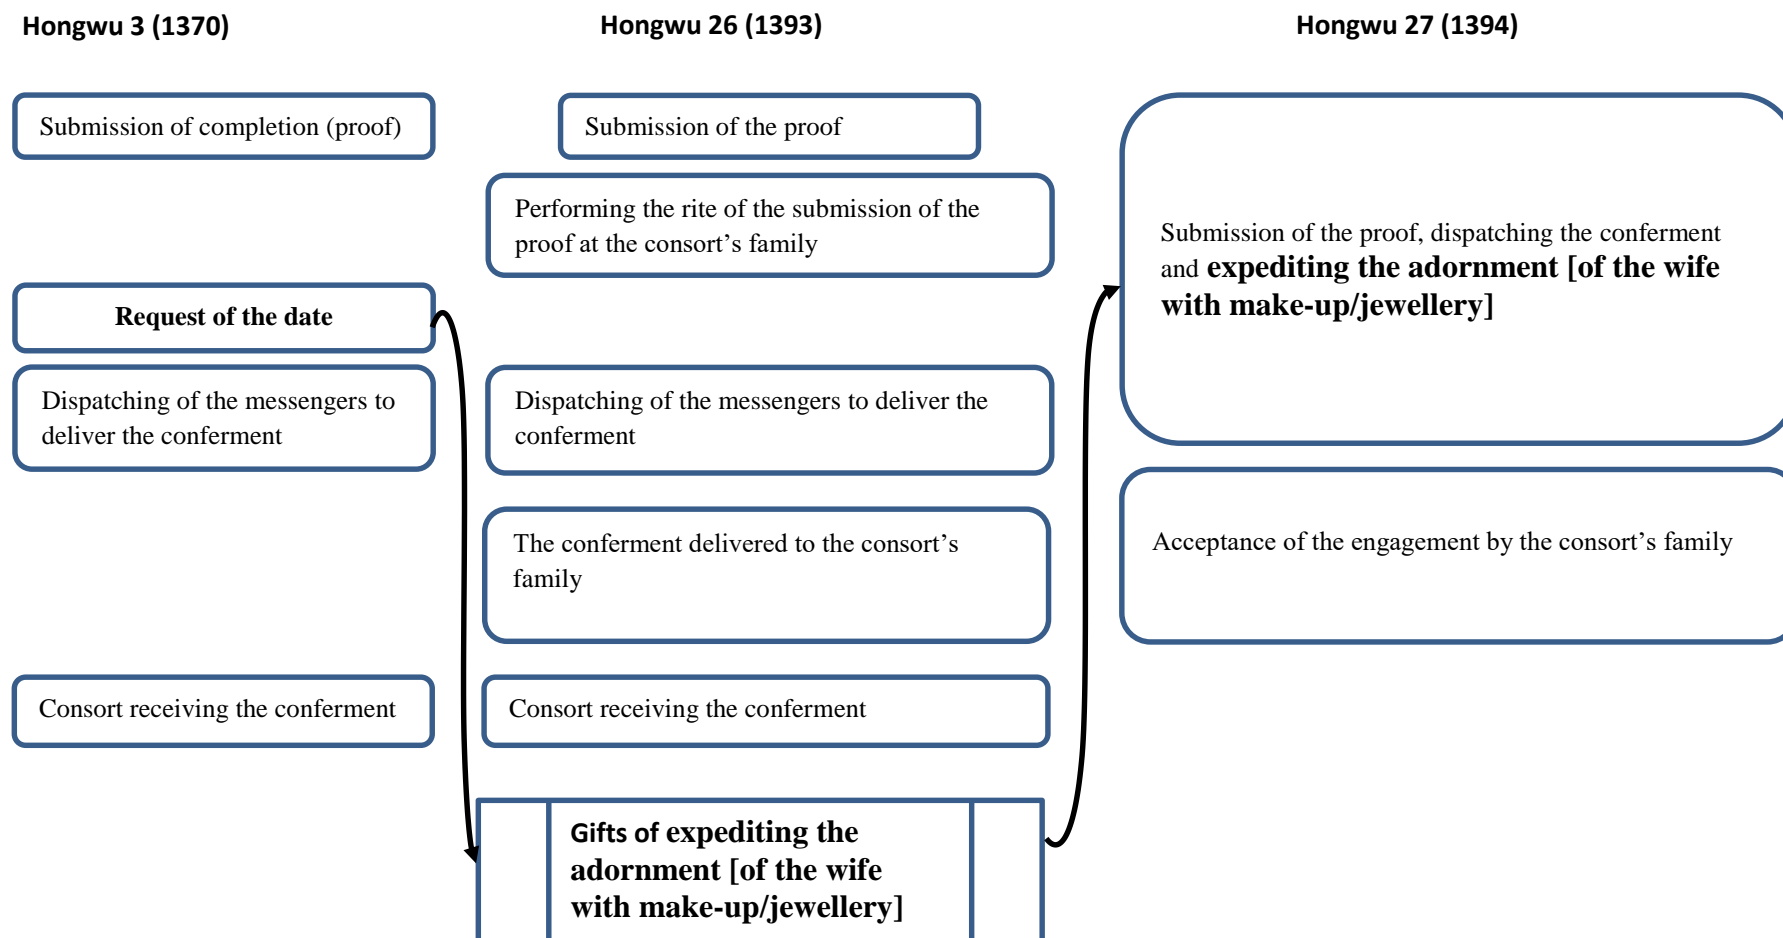 Hongwu 3 (1370)
Hongwu 26 (1393)
Hongwu 27 (1394)
Submission of completion (proof)
Request of the date
Dispatching of the messengers to
deliver the conferment
Consort receiving the conferment
Submission of the proof
Performing the rite of the submission of the
proof at the consort’s family
Dispatching of the messengers to deliver the
conferment
The conferment delivered to the consort’s
family
Consort receiving the conferment
Gifts of expediting the
adornment [of the wife
with make-up/jewellery]
Submission of the proof, dispatching the conferment
and expediting the adornment [of the wife
with make-up/jewellery]
Acceptance of the engagement by the consort’s family